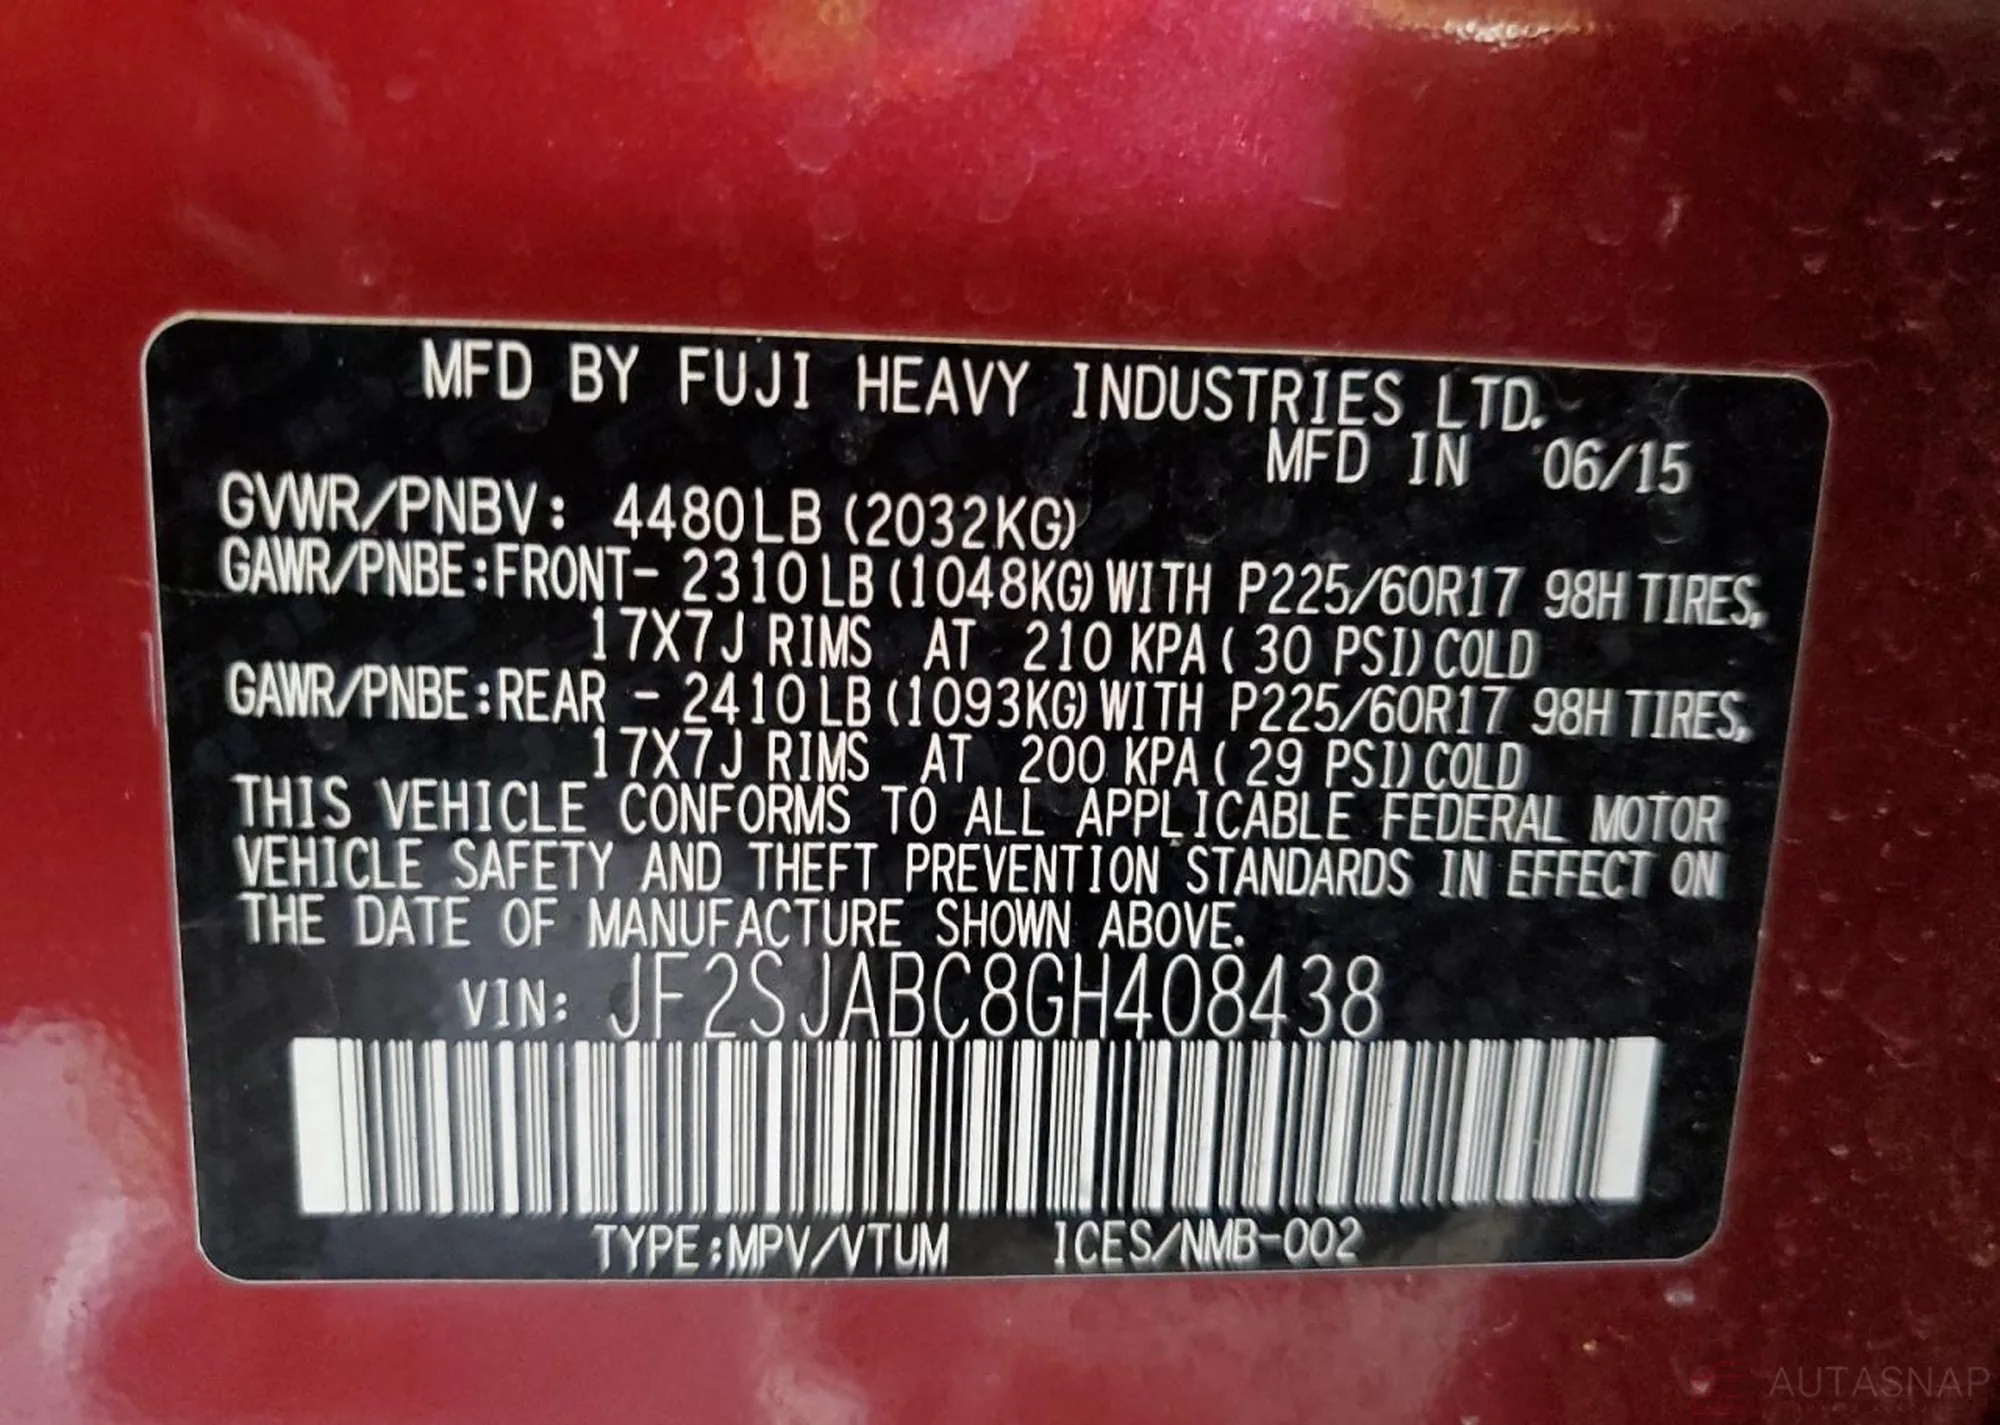 MFD BY FUJI HEAVY INDUSTRIES LTD.
MFD IN 06/15
GVWR/PNBV: 4480LB (2032KG)
GAWR/PNBE:FRONT- 2310LB (1048KG) WITH P225/60R17 98H TIRES,
17X7J RIMS AT 210 KPA ( 30 PSI) COLD
GAWR/PNBE:REAR - 2410LB (1093KG) WITH P225/60R17 98H TIRES,
17X7J RIMS AT 200 KPA ( 29 PSI) COLD
THIS VEHICLE CONFORMS TO ALL APPLICABLE FEDERAL MOTOR
VEHICLE SAFETY AND THEFT PREVENTION STANDARDS IN EFFECT ON
THE DATE OF MANUFACTURE SHOWN ABOVE.
VIN: JF2SJABC8GH408438
TYPE:MPV/VTUM ICES/NMB-002
AUTASNAP